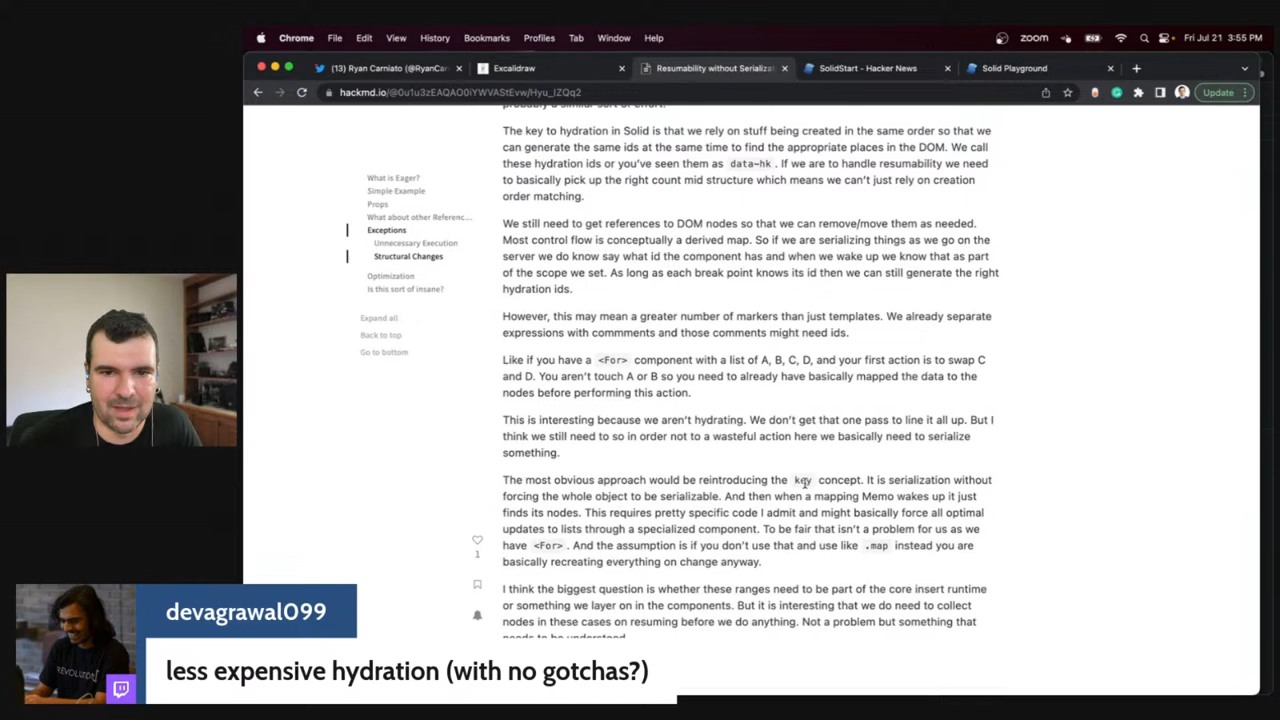 Chrome File Edit View History Bookmarks Profiles Tab Window Help zoom Fri Jul 21 3:55 PM
(13) Ryan Carniato (@RyanCar Excalidraw Resumability without Serializat SolidStart - Hacker News Solid Playground
hackmd.io/@0u1u3zEAQAO0iYWVAStEvw/Hyu_IZQq2 Update
probably a similar sort of effort.
The key to hydration in Solid is that we rely on stuff being created in the same order so that we
can generate the same ids at the same time to find the appropriate places in the DOM. We call
these hydration ids or you've seen them as data-hk. If we are to handle resumability we need
to basically pick up the right count mid structure which means we can't just rely on creation
order matching.
What is Eager?
Simple Example
Props
What about other Referenc...
Exceptions
Unnecessary Execution
Structural Changes
Optimization
Is this sort of insane?
Expand all
Back to top
Go to bottom
We still need to get references to DOM nodes so that we can remove/move them as needed.
Most control flow is conceptually a derived map. So if we are serializing things as we go on the
server we do know say what id the component has and when we wake up we know that as part
of the scope we set. As long as each break point knows its id then we can still generate the right
hydration ids.
However, this may mean a greater number of markers than just templates. We already separate
expressions with commments and those comments might need ids.
Like if you have a <For> component with a list of A, B, C, D, and your first action is to swap C
and D. You aren't touch A or B so you need to already have basically mapped the data to the
nodes before performing this action.
This is interesting because we aren't hydrating. We don't get that one pass to line it all up. But I
think we still need to so in order not to a wasteful action here we basically need to serialize
something.
The most obvious approach would be reintroducing the key concept. It is serialization without
forcing the whole object to be serializable. And then when a mapping Memo wakes up it just
finds its nodes. This requires pretty specific code I admit and might basically force all optimal
updates to lists through a specialized component. To be fair that isn't a problem for us as we
have <For>. And the assumption is if you don't use that and use like .map instead you are
basically recreating everything on change anyway.
1
I think the biggest question is whether these ranges need to be part of the core insert runtime
or something we layer on in the components. But it is interesting that we do need to collect
nodes in these cases on resuming before we do anything. Not a problem but something that
needs to be understood.
REVOLUTION
devagrawal099
less expensive hydration (with no gotchas?)